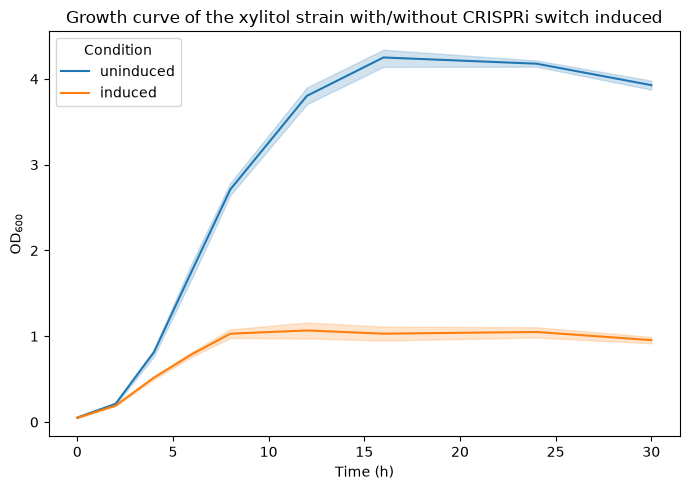 Growth curve of the xylitol strain with/without CRISPRi switch induced
Condition
uninduced
induced
OD₆₀₀
4
3
2
1
0
0 5 10 15 20 25 30
Time (h)